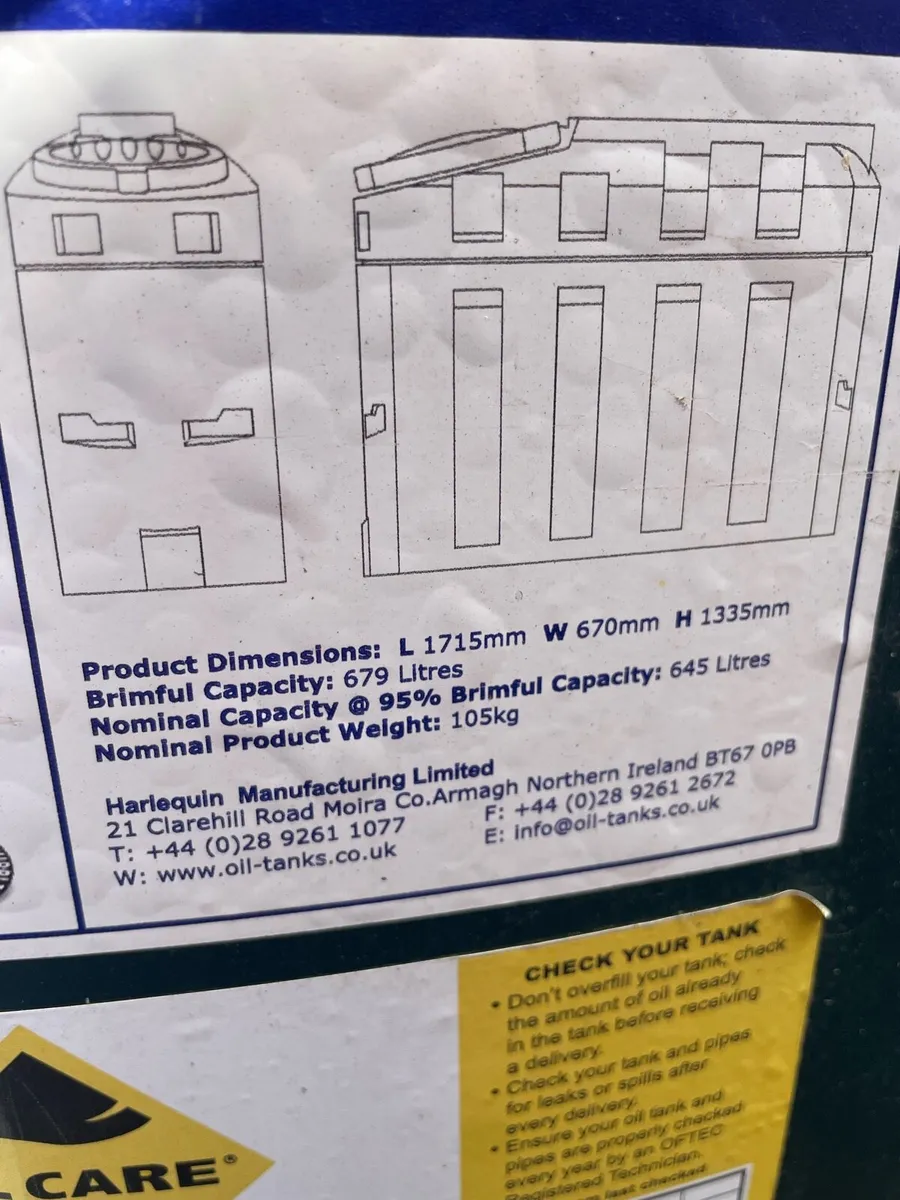 Product Dimensions: L 1715mm W 670mm H 1335mm
Brimful Capacity: 679 Litres
Nominal Capacity @ 95% Brimful Capacity: 645 Litres
Nominal Product Weight: 105kg
Harlequin Manufacturing Limited
21 Clarehill Road Moira Co.Armagh Northern Ireland BT67 0PB
T: +44 (0)28 9261 1077 F: +44 (0)28 9261 2672
W: www.oil-tanks.co.uk E: info@oil-tanks.co.uk
CHECK YOUR TANK
• Don't overfill your tank; check
the amount of oil already
in the tank before receiving
a delivery.
• Check your tank and pipes
for leaks or spills after
every delivery.
• Ensure your oil tank and
pipes are properly checked
every year by an OFTEC
Registered Technician.
last checked
CARE®